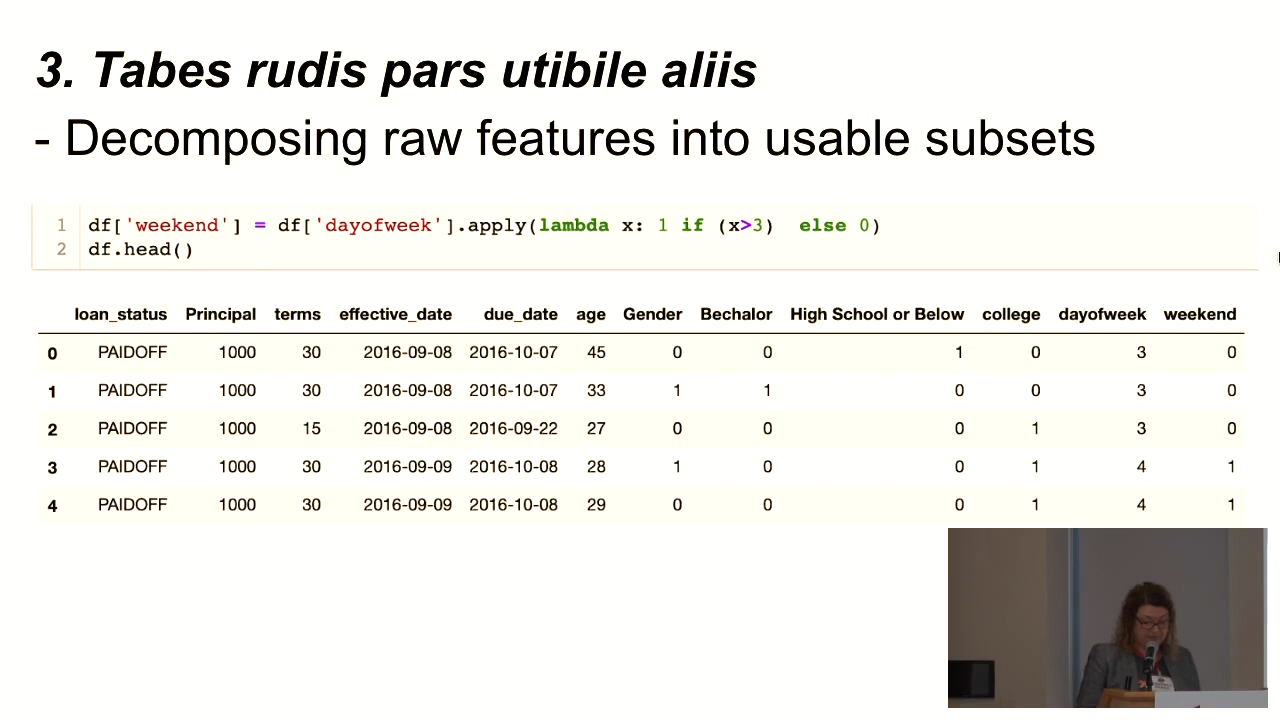 3. Tabes rudis pars utibile aliis
- Decomposing raw features into usable subsets
1 df['weekend'] = df['dayofweek'].apply(lambda x: 1 if (x>3)  else 0)
2 df.head()
loan_status Principal terms effective_date due_date age Gender Bechalor High School or Below college dayofweek weekend
0 PAIDOFF 1000 30 2016-09-08 2016-10-07 45 0 0 1 0 3 0
1 PAIDOFF 1000 30 2016-09-08 2016-10-07 33 1 1 0 0 3 0
2 PAIDOFF 1000 15 2016-09-08 2016-09-22 27 0 0 0 1 3 0
3 PAIDOFF 1000 30 2016-09-09 2016-10-08 28 1 0 0 1 4 1
4 PAIDOFF 1000 30 2016-09-09 2016-10-08 29 0 0 0 1 4 1